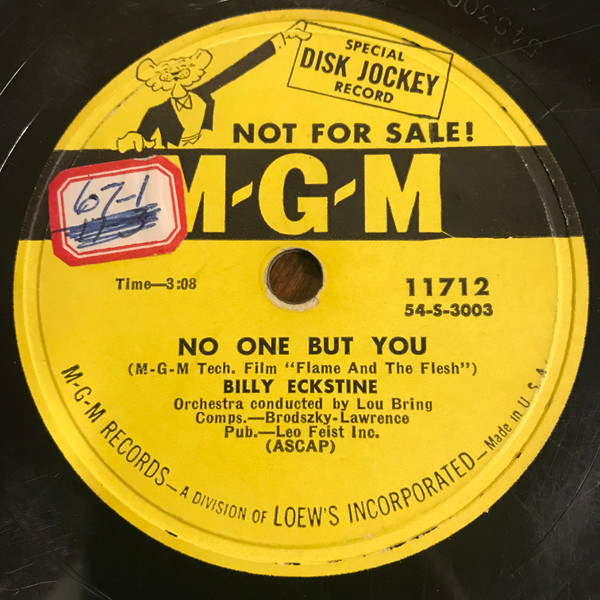 SPECIAL
DISK JOCKEY
RECORD
NOT FOR SALE!
67-1
M-G-M
Time—3:08
11712
54-S-3003
NO ONE BUT YOU
(M-G-M Tech. Film "Flame And The Flesh")
BILLY ECKSTINE
Orchestra conducted by Lou Bring
Comps.—Brodszky-Lawrence
Pub.—Leo Feist Inc.
(ASCAP)
M-G-M RECORDS—A DIVISION OF LOEW'S INCORPORATED—Made in U.S.A.